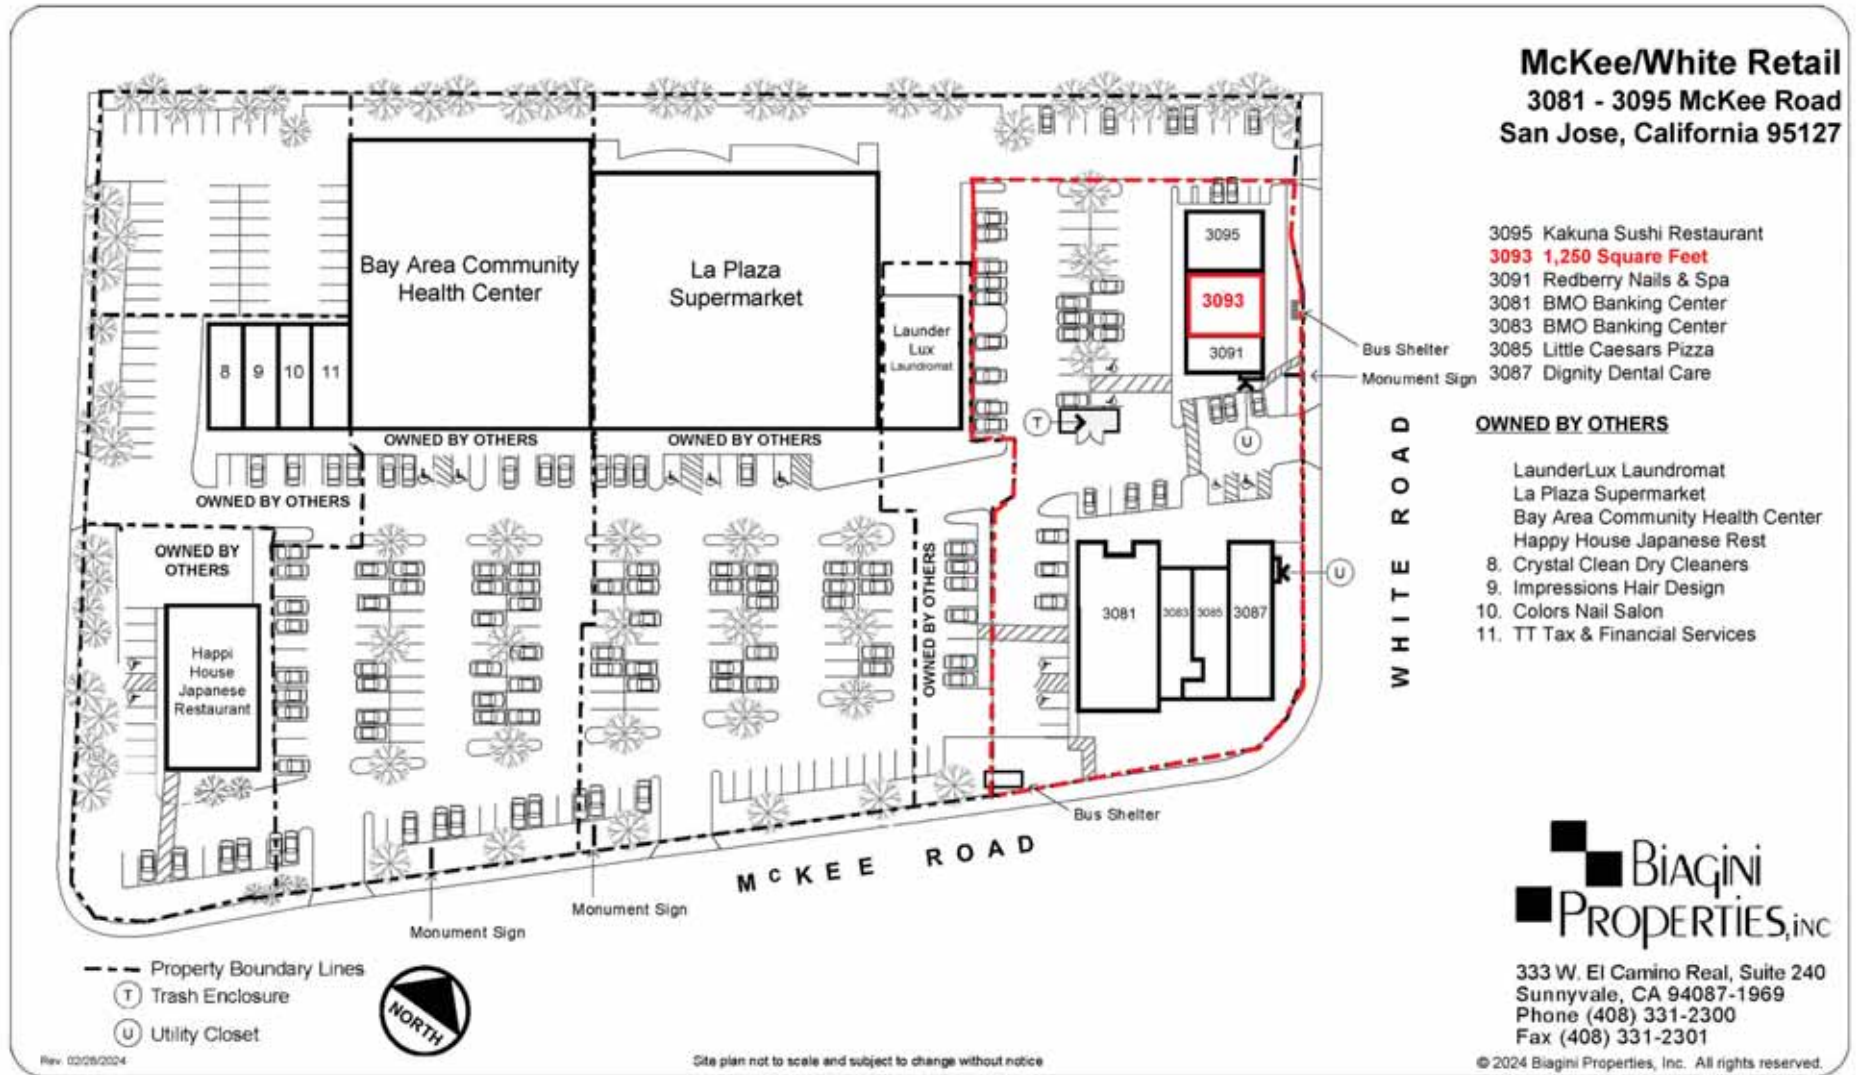 McKee/White Retail
3081 - 3095 McKee Road
San Jose, California 95127
3095 Kakuna Sushi Restaurant
3093 1,250 Square Feet
3091 Redberry Nails & Spa
3081 BMO Banking Center
3083 BMO Banking Center
3085 Little Caesars Pizza
3087 Dignity Dental Care
OWNED BY OTHERS
LaunderLux Laundromat
La Plaza Supermarket
Bay Area Community Health Center
Happy House Japanese Rest
8. Crystal Clean Dry Cleaners
9. Impressions Hair Design
10. Colors Nail Salon
11. TT Tax & Financial Services
Bay Area Community
Health Center
La Plaza
Supermarket
Launder
Lux
Laundromat
3095
3093
3091
Bus Shelter
Monument Sign
8 9 10 11
T
U
OWNED BY OTHERS
OWNED BY OTHERS
OWNED BY OTHERS
OWNED BY
OTHERS
OWNED BY OTHERS
Happi
House
Japanese
Restaurant
3081 3083 3085 3087
U
WHITE ROAD
Bus Shelter
McKEE ROAD
Monument Sign
Monument Sign
Property Boundary Lines
T Trash Enclosure
U Utility Closet
NORTH
Rev. 02/28/2024
Site plan not to scale and subject to change without notice
BIAGINI
PROPERTIES, INC
333 W. El Camino Real, Suite 240
Sunnyvale, CA 94087-1969
Phone (408) 331-2300
Fax (408) 331-2301
© 2024 Biagini Properties, Inc. All rights reserved.